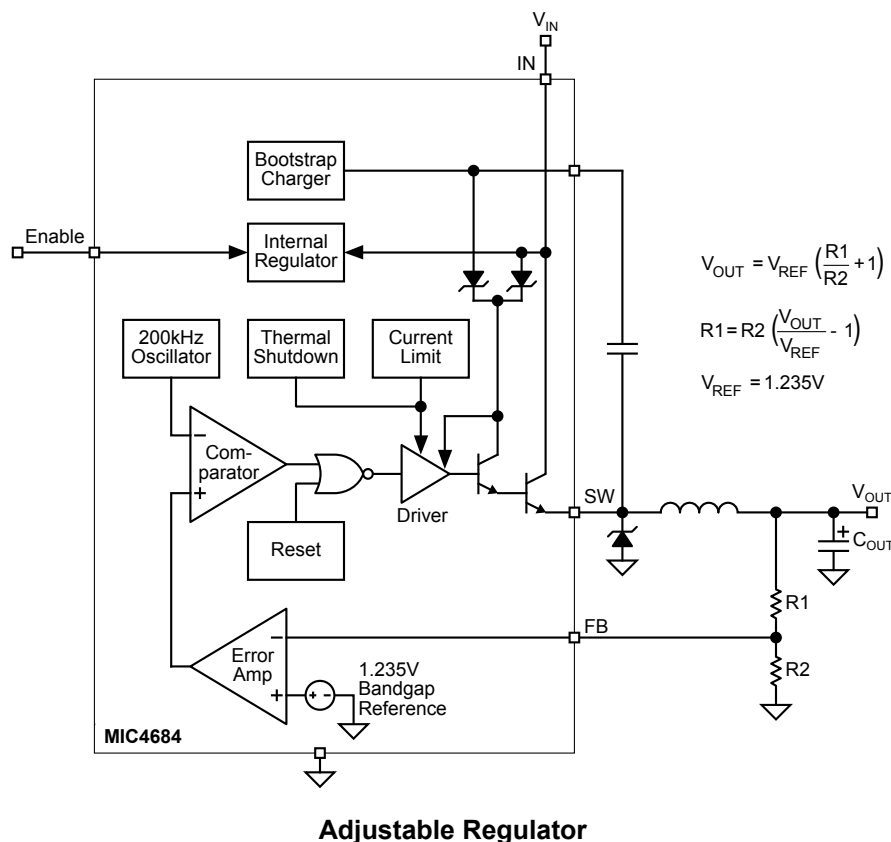 V_IN
IN
Bootstrap
Charger
Enable
Internal
Regulator
V_OUT = V_REF (R1/R2 + 1)
R1 = R2 (V_OUT/V_REF - 1)
V_REF = 1.235V
200kHz
Oscillator
Thermal
Shutdown
Current
Limit
Com-
parator
−
+
Driver
Reset
SW
V_OUT
+
C_OUT
R1
FB
R2
Error
Amp
−
+
+ -
1.235V
Bandgap
Reference
MIC4684
Adjustable Regulator